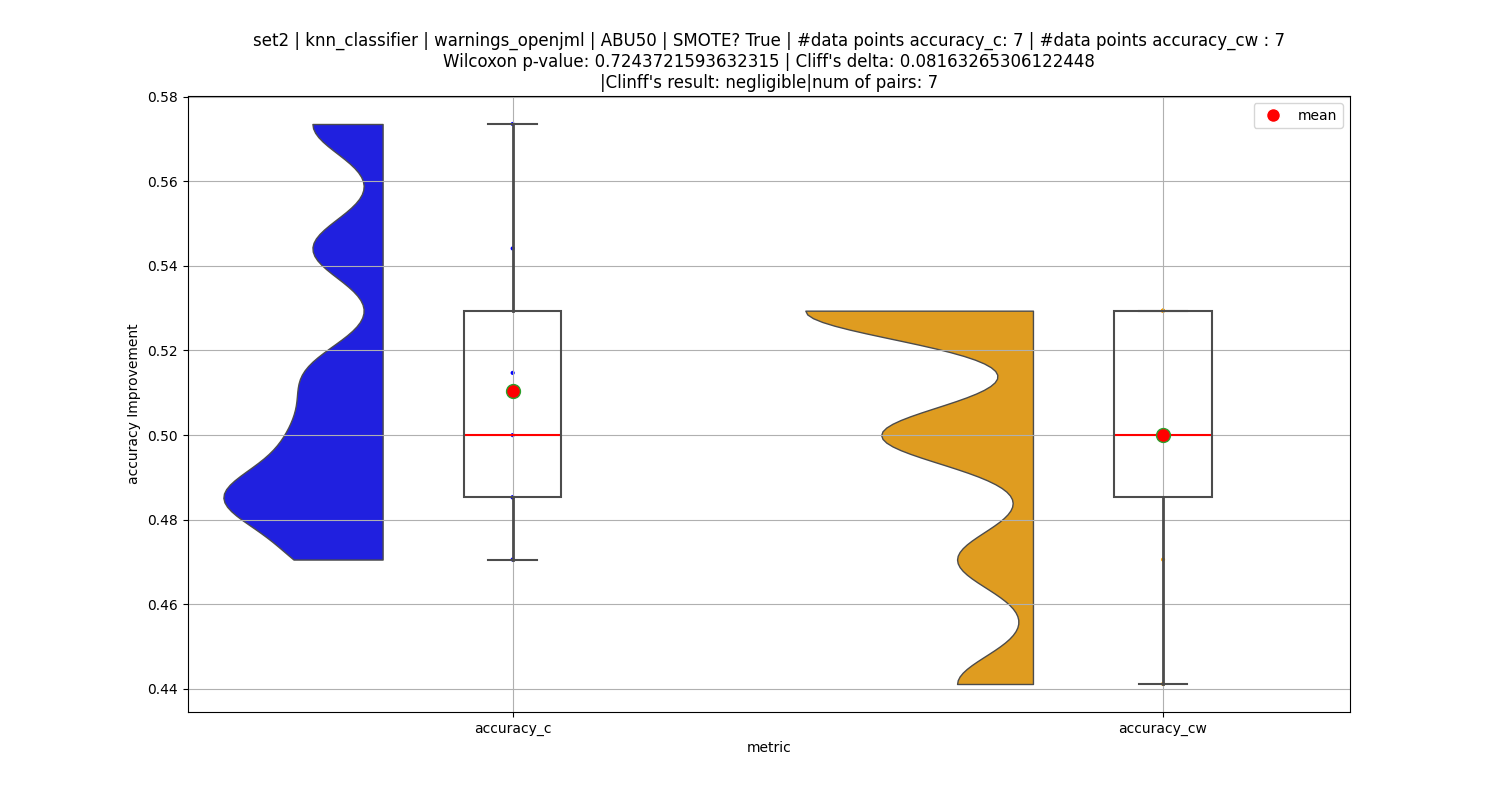 set2 | knn_classifier | warnings_openjml | ABU50 | SMOTE? True | #data points accuracy_c: 7 | #data points accuracy_cw : 7
Wilcoxon p-value: 0.7243721593632315 | Cliff's delta: 0.08163265306122448
|Clinff's result: negligible|num of pairs: 7
mean
0.58
0.56
0.54
0.52
0.50
0.48
0.46
0.44
accuracy Improvement
accuracy_c
accuracy_cw
metric